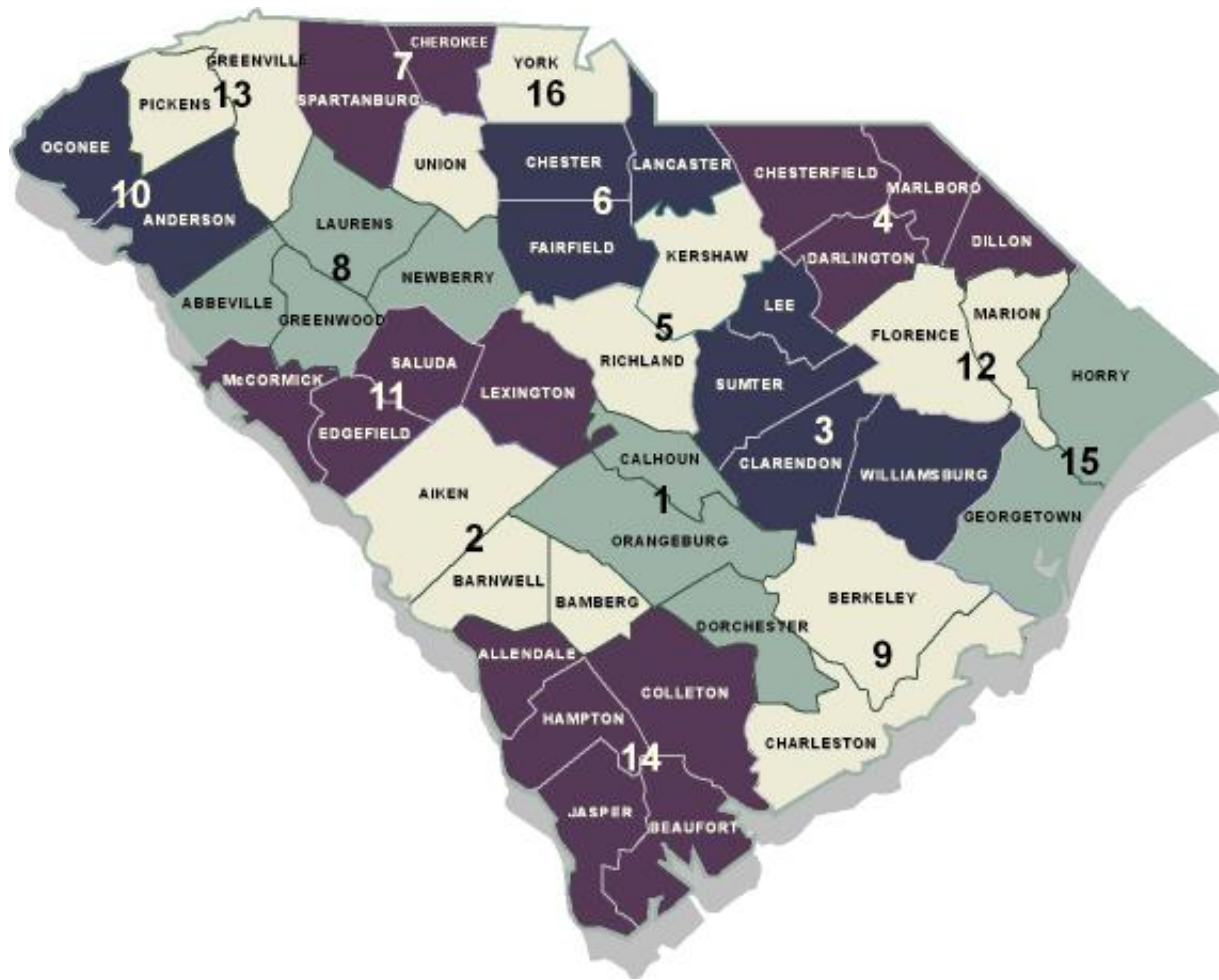 CHEROKEE
7
GREENVILLE
YORK
13
16
PICKENS
SPARTANBURG
OCONEE
UNION
CHESTER
LANCASTER
CHESTERFIELD
MARLBORO
10
6
4
ANDERSON
LAURENS
FAIRFIELD
KERSHAW
DARLINGTON
DILLON
8
NEWBERRY
ABBEVILLE
GREENWOOD
LEE
MARION
5
FLORENCE
12
RICHLAND
SALUDA
McCORMICK
11
LEXINGTON
SUMTER
HORRY
EDGEFIELD
3
CALHOUN
CLARENDON
15
WILLIAMSBURG
AIKEN
1
GEORGETOWN
2
ORANGEBURG
BARNWELL
BAMBERG
BERKELEY
DORCHESTER
9
ALLENDALE
COLLETON
HAMPTON
CHARLESTON
14
JASPER
BEAUFORT